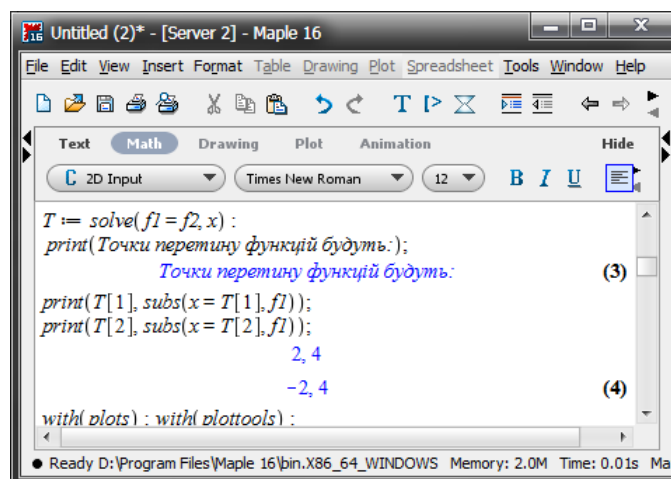 Untitled (2)* - [Server 2] - Maple 16
File Edit View Insert Format Table Drawing Plot Spreadsheet Tools Window Help
Text Math Drawing Plot Animation Hide
C 2D Input Times New Roman 12 B I U
T := solve(f1 = f2, x) :
print(Точки перетину функцій будуть:);
Точки перетину функцій будуть: (3)
print(T[1], subs(x = T[1], f1));
print(T[2], subs(x = T[2], f1));
2, 4
−2, 4 (4)
with( plots) : with( plottools) :
Ready D:\Program Files\Maple 16\bin.X86_64_WINDOWS Memory: 2.0M Time: 0.01s Ma